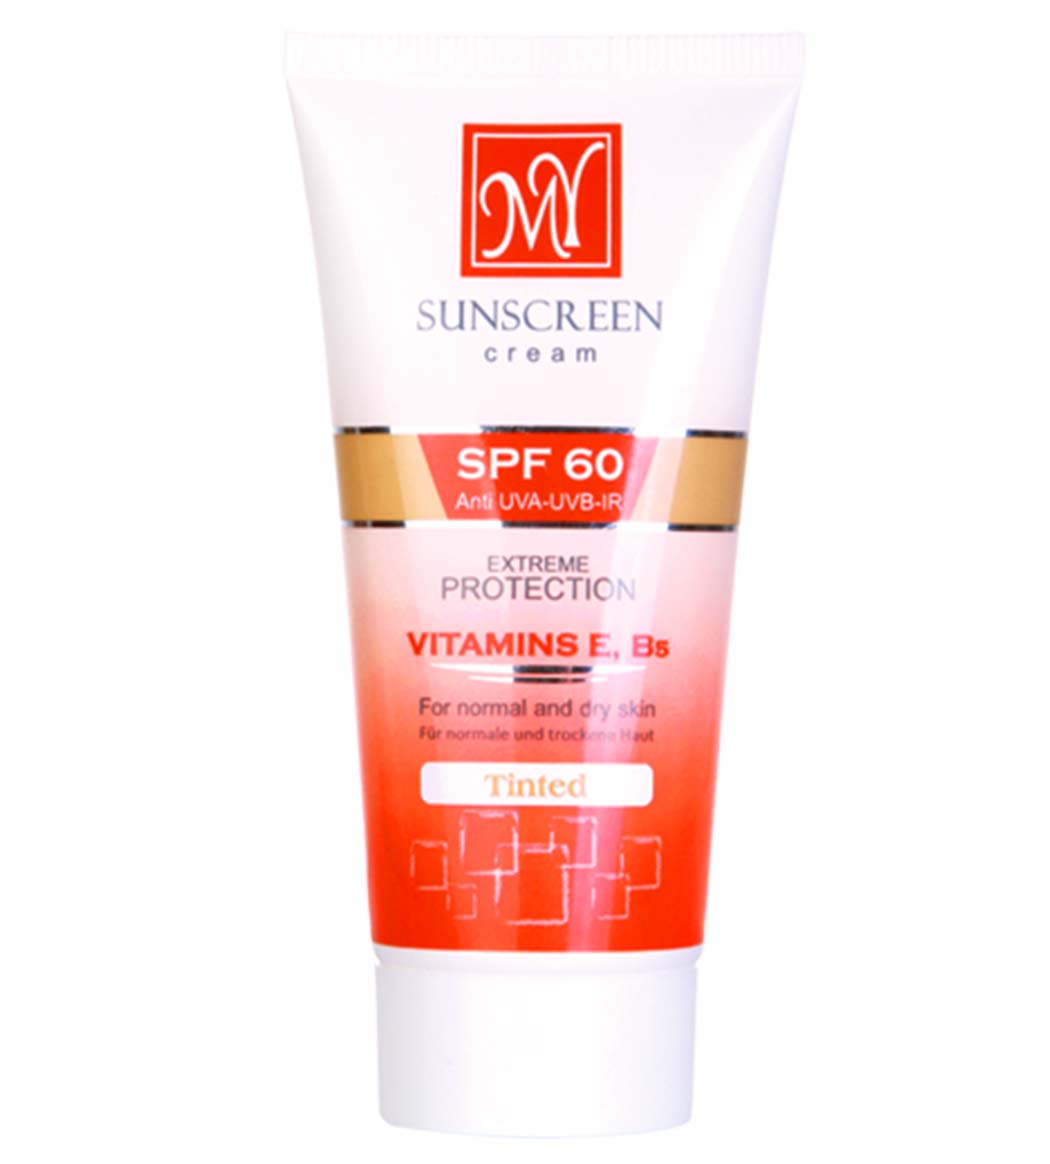 MY
SUNSCREEN
cream
SPF 60
Anti UVA-UVB-IR
EXTREME
PROTECTION
VITAMINS E, B5
For normal and dry skin
Für normale und trockene Haut
Tinted